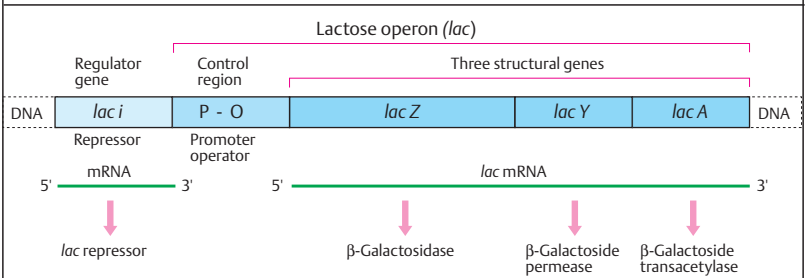 Lactose operon (lac)
Regulator
gene
Control
region
Three structural genes
DNA
lac i
P - O
lac Z
lac Y
lac A
DNA
Repressor
Promoter
operator
mRNA
lac mRNA
5'
3'
5'
3'
lac repressor
β-Galactosidase
β-Galactoside
permease
β-Galactoside
transacetylase